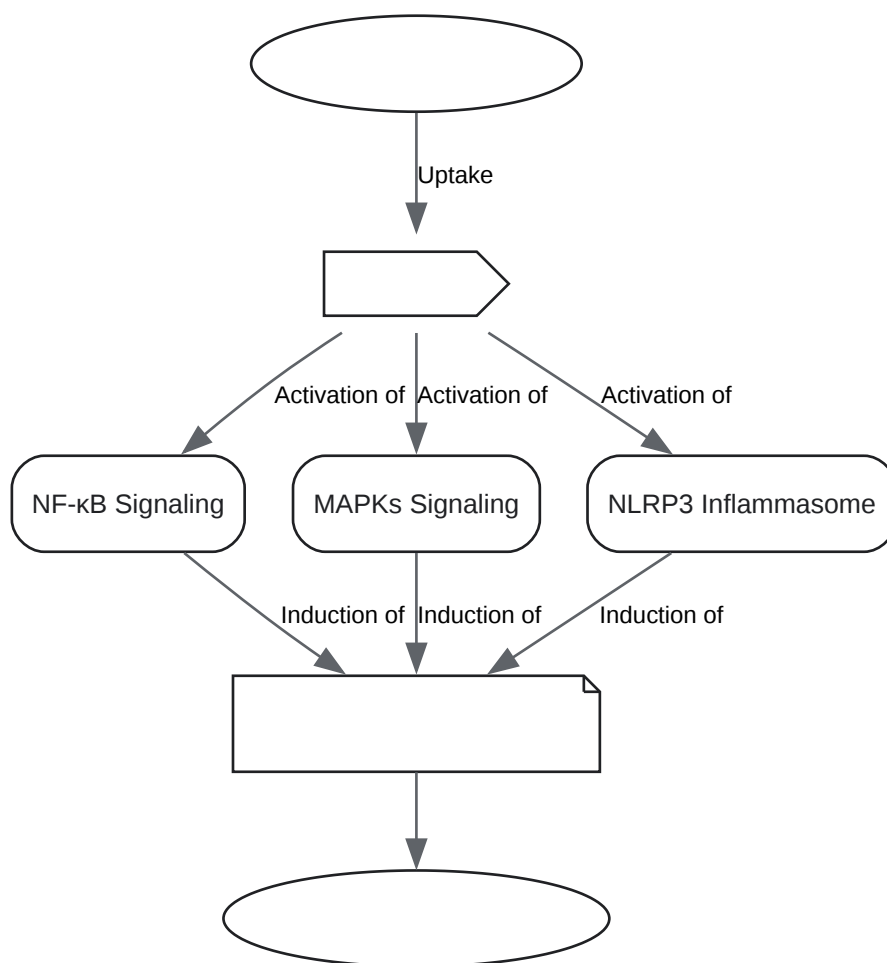 Uptake
Activation of
Activation of
Activation of
NF-κB Signaling
MAPKs Signaling
NLRP3 Inflammasome
Induction of
Induction of
Induction of